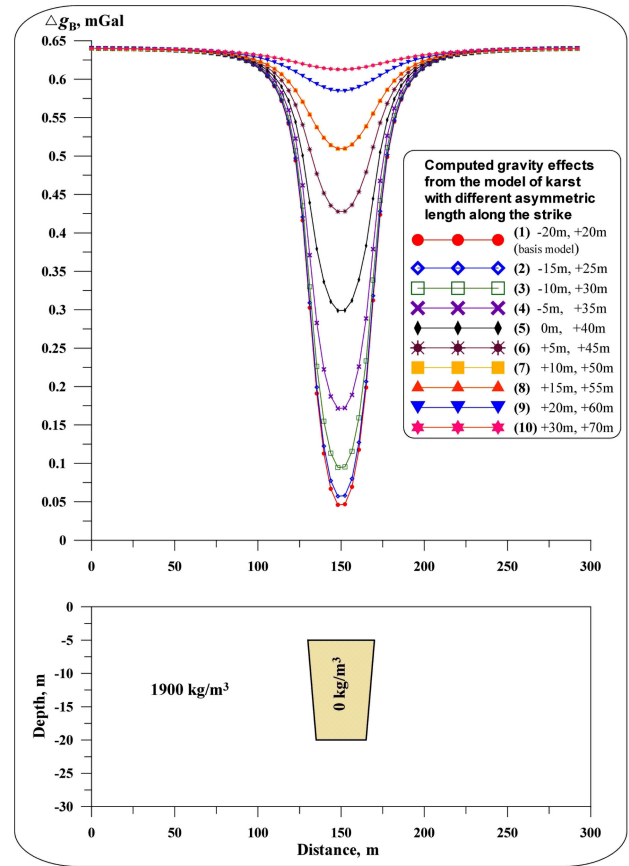 △gB, mGal
0.65
0.6
0.55
0.5
0.45
0.4
0.35
0.3
0.25
0.2
0.15
0.1
0.05
0
0 50 100 150 200 250 300
Computed gravity effects
from the model of karst
with different asymmetric
length along the strike
(1) -20m, +20m
(basis model)
(2) -15m, +25m
(3) -10m, +30m
(4) -5m, +35m
(5) 0m, +40m
(6) +5m, +45m
(7) +10m, +50m
(8) +15m, +55m
(9) +20m, +60m
(10) +30m, +70m
Depth, m
0
-5
-10
-15
-20
-25
-30
1900 kg/m³
0 kg/m³
0 50 100 150 200 250 300
Distance, m